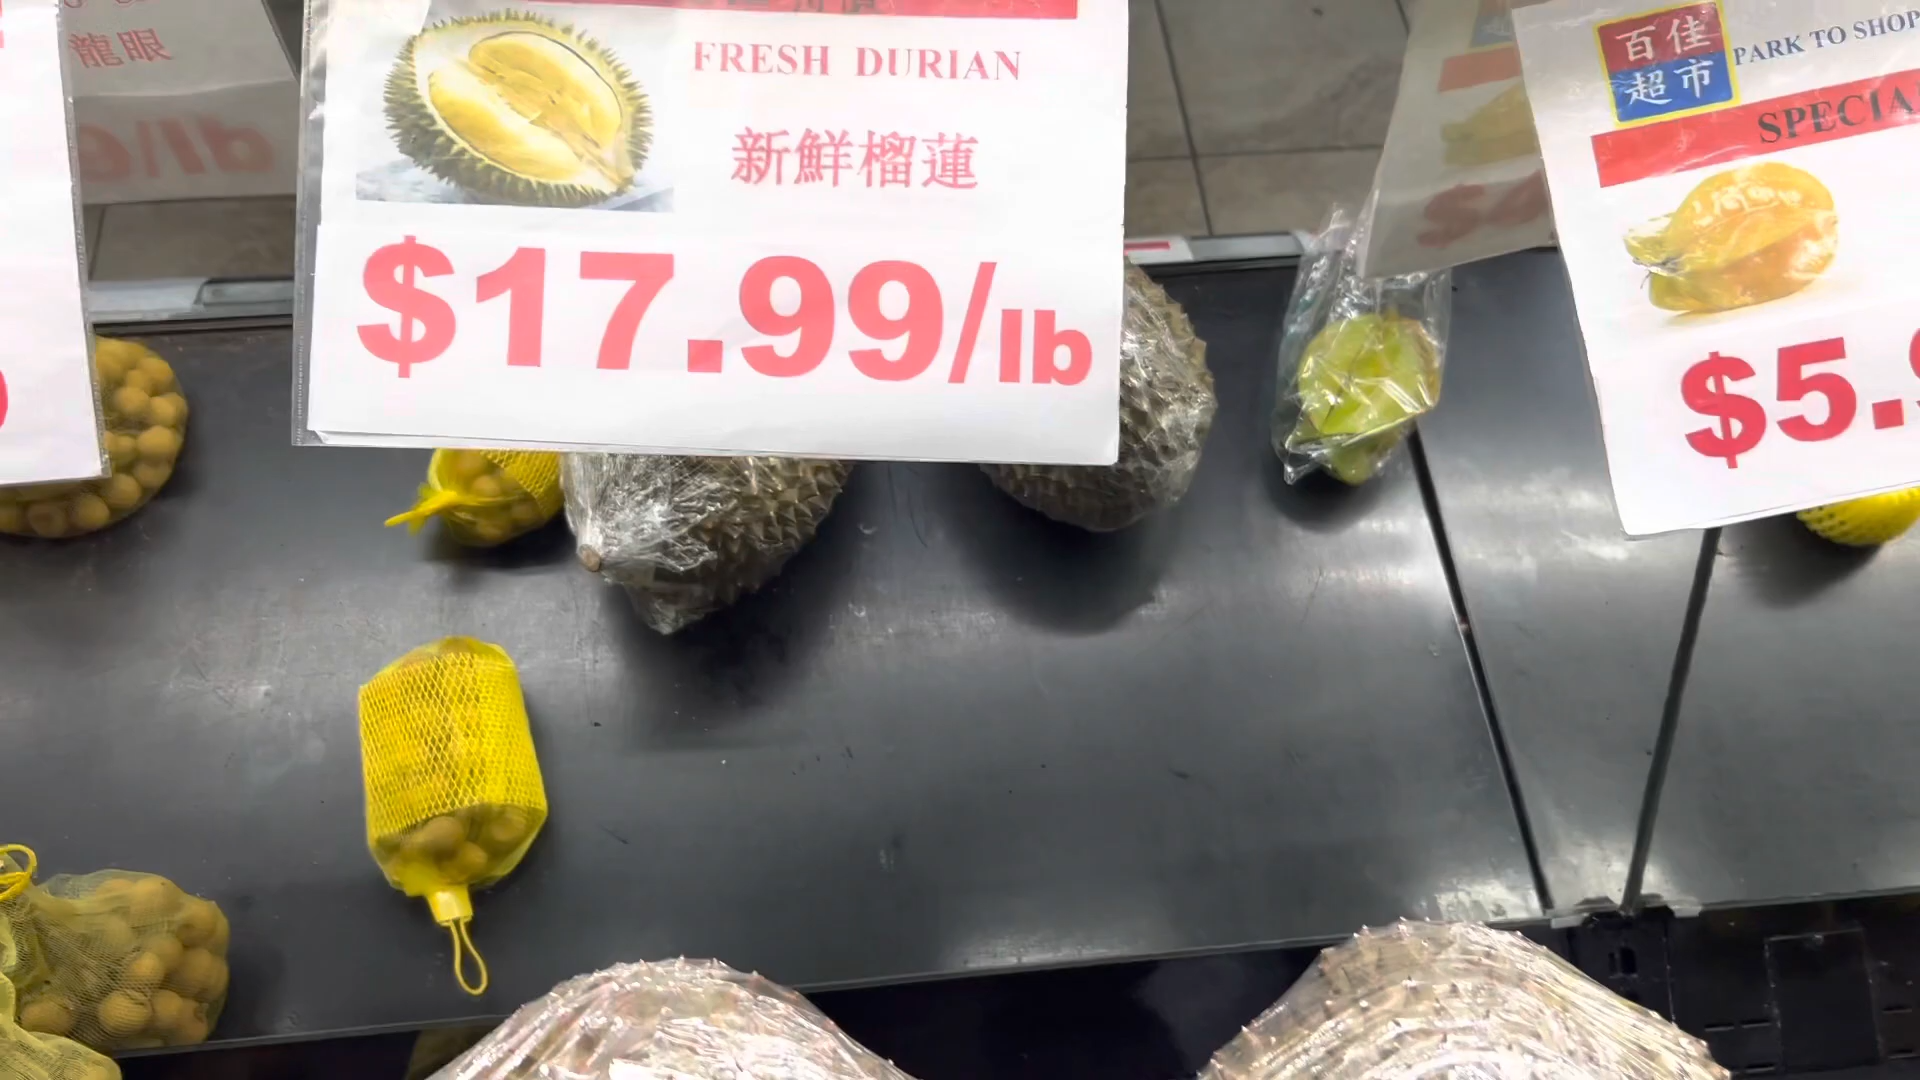 龍眼
FRESH DURIAN
新鮮榴蓮
$17.99/lb
百佳
超市
PARK TO SHOP
SPECIA
$5.9